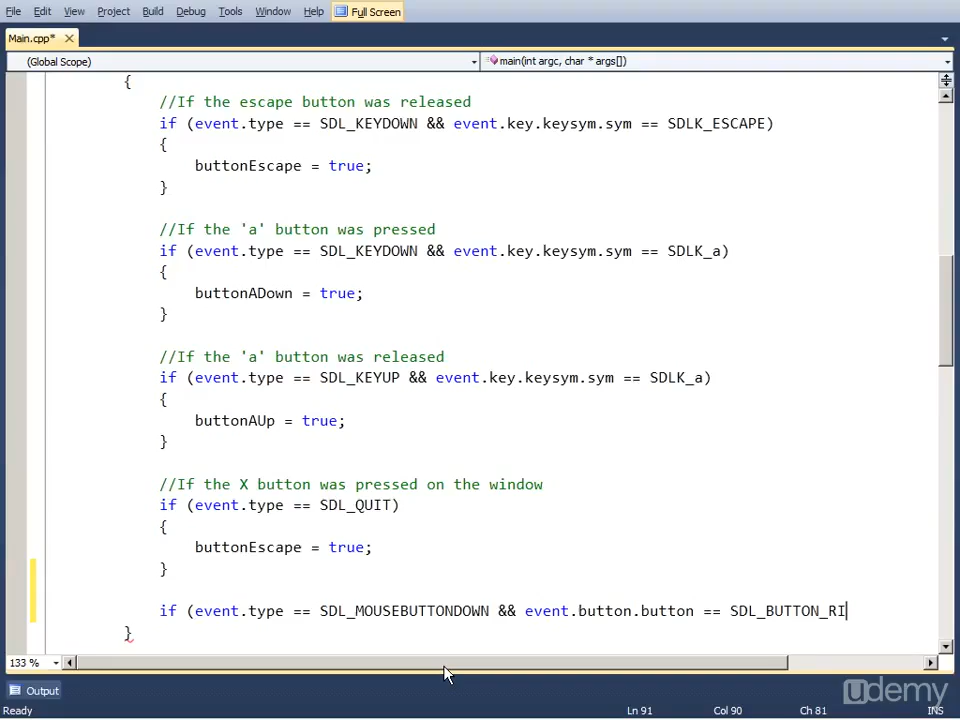 File Edit View Project Build Debug Tools Window Help Full Screen
Main.cpp* X
(Global Scope) main(int argc, char * args[])
{
//If the escape button was released
if (event.type == SDL_KEYDOWN && event.key.keysym.sym == SDLK_ESCAPE)
{
buttonEscape = true;
}
//If the 'a' button was pressed
if (event.type == SDL_KEYDOWN && event.key.keysym.sym == SDLK_a)
{
buttonADown = true;
}
//If the 'a' button was released
if (event.type == SDL_KEYUP && event.key.keysym.sym == SDLK_a)
{
buttonAUp = true;
}
//If the X button was pressed on the window
if (event.type == SDL_QUIT)
{
buttonEscape = true;
}
if (event.type == SDL_MOUSEBUTTONDOWN && event.button.button == SDL_BUTTON_RI
}
133 %
Output
udemy
Ready Ln 91 Col 90 Ch 81 INS